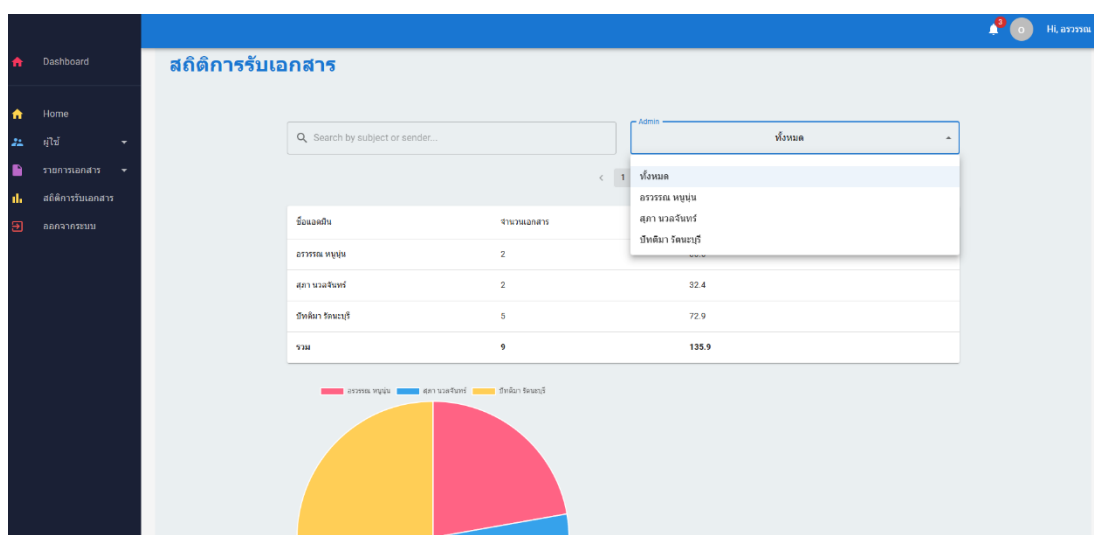 3
O
Hi, อรวรรณ
Dashboard
Home
ผู้ใช้
รายการเอกสาร
สถิติการรับเอกสาร
ออกจากระบบ
สถิติการรับเอกสาร
Search by subject or sender...
Admin
ทั้งหมด
1
ทั้งหมด
อรวรรณ หนูนุ่น
สุภา นวลจันทร์
ปัทติมา รัตนะบุรี
ชื่อแอดมิน จำนวนเอกสาร
อรวรรณ หนูนุ่น 2
สุภา นวลจันทร์ 2 32.4
ปัทติมา รัตนะบุรี 5 72.9
รวม 9 135.9
อรวรรณ หนูนุ่น สุภา นวลจันทร์ ปัทติมา รัตนะบุรี